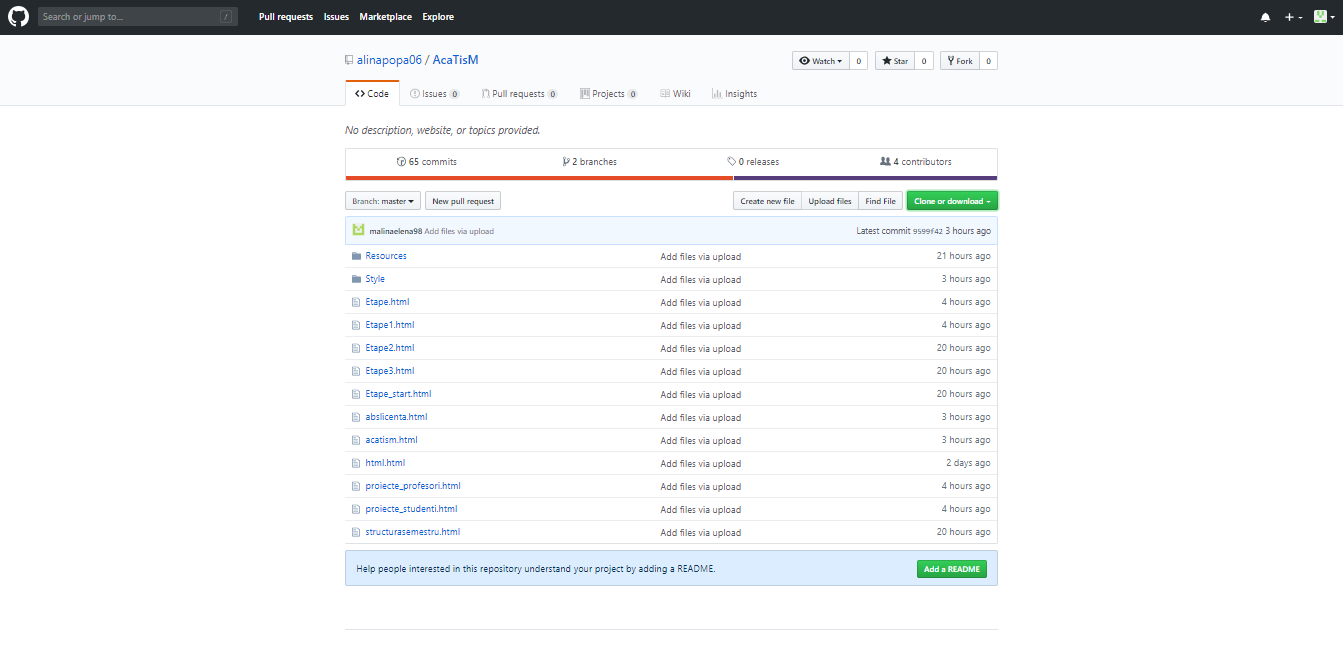 Search or jump to... /
Pull requests Issues Marketplace Explore
alinapopa06 / AcaTisM
Watch 0 Star 0 Fork 0
Code Issues 0 Pull requests 0 Projects 0 Wiki Insights
No description, website, or topics provided.
65 commits 2 branches 0 releases 4 contributors
Branch: master New pull request Create new file Upload files Find File Clone or download
malinaelena98 Add files via upload Latest commit 9599f42 3 hours ago
Resources Add files via upload 21 hours ago
Style Add files via upload 3 hours ago
Etape.html Add files via upload 4 hours ago
Etape1.html Add files via upload 4 hours ago
Etape2.html Add files via upload 20 hours ago
Etape3.html Add files via upload 20 hours ago
Etape_start.html Add files via upload 20 hours ago
abslicenta.html Add files via upload 3 hours ago
acatism.html Add files via upload 3 hours ago
html.html Add files via upload 2 days ago
proiecte_profesori.html Add files via upload 4 hours ago
proiecte_studenti.html Add files via upload 4 hours ago
structurasemestru.html Add files via upload 20 hours ago
Help people interested in this repository understand your project by adding a README. Add a README